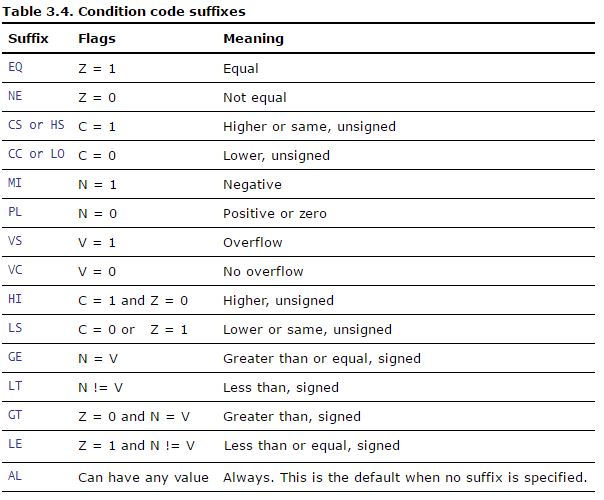 Table 3.4. Condition code suffixes
Suffix Flags Meaning
EQ Z = 1 Equal
NE Z = 0 Not equal
CS or HS C = 1 Higher or same, unsigned
CC or LO C = 0 Lower, unsigned
MI N = 1 Negative
PL N = 0 Positive or zero
VS V = 1 Overflow
VC V = 0 No overflow
HI C = 1 and Z = 0 Higher, unsigned
LS C = 0 or Z = 1 Lower or same, unsigned
GE N = V Greater than or equal, signed
LT N != V Less than, signed
GT Z = 0 and N = V Greater than, signed
LE Z = 1 and N != V Less than or equal, signed
AL Can have any value Always. This is the default when no suffix is specified.